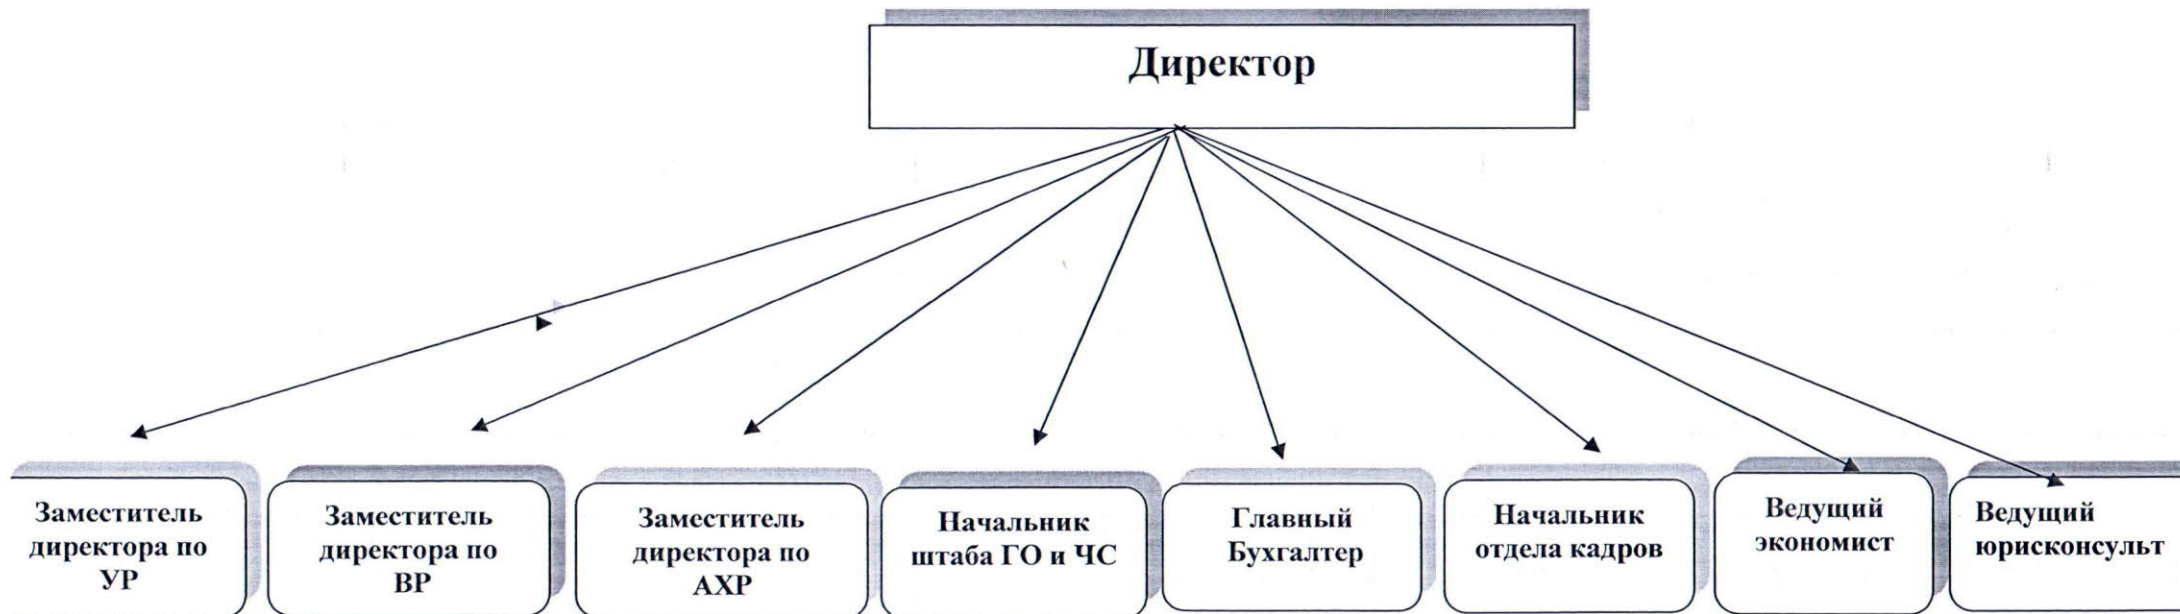 Директор
Заместитель
директора по
УР
Заместитель
директора по
ВР
Заместитель
директора по
АХР
Начальник
штаба ГО и ЧС
Главный
Бухгалтер
Начальник
отдела кадров
Ведущий
экономист
Ведущий
юрисконсульт